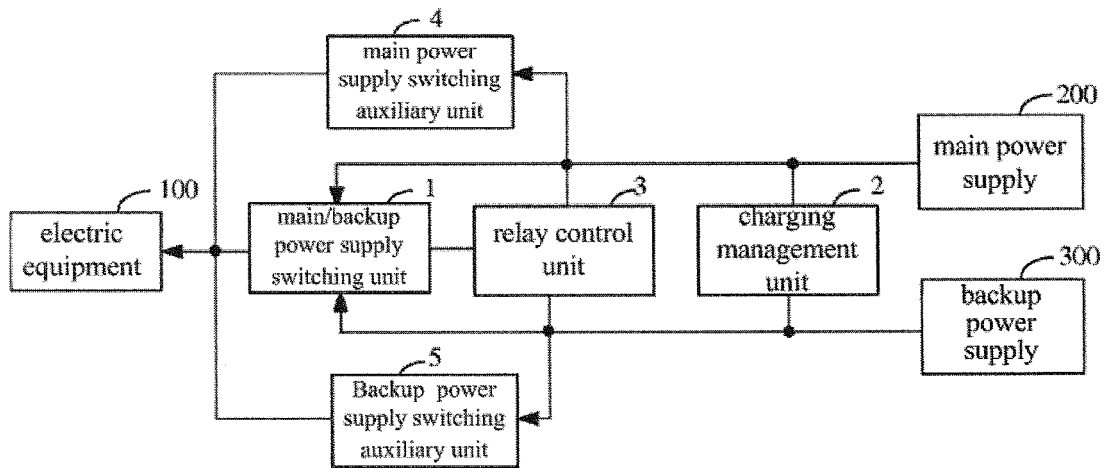 4
main power
supply switching
auxiliary unit
200
main power
supply
100
electric
equipment
1
main/backup
power supply
switching unit
3
relay control
unit
2
charging
management
unit
300
backup
power
supply
5
Backup power
supply switching
auxiliary unit